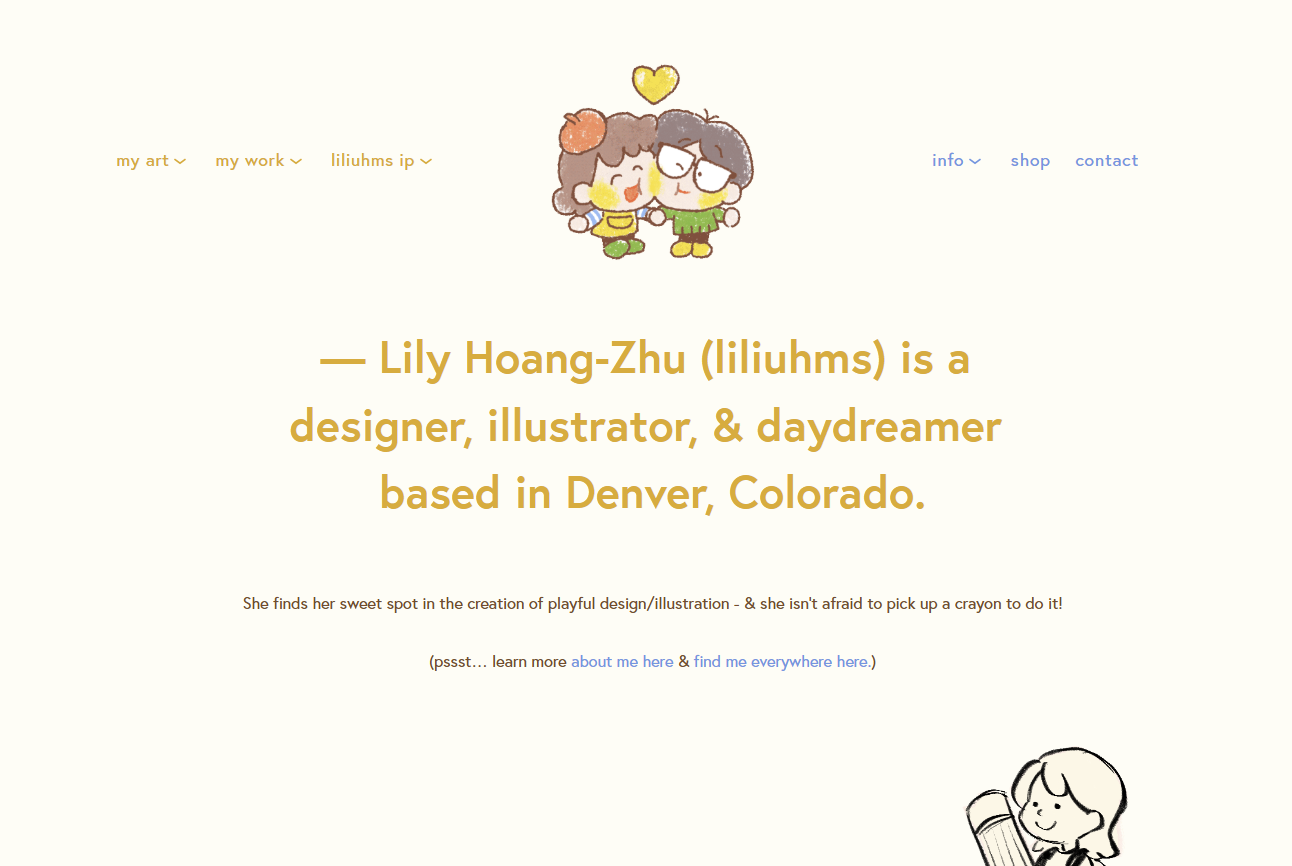 my art
my work
liliuhms ip
info
shop
contact
— Lily Hoang-Zhu (liliuhms) is a
designer, illustrator, & daydreamer
based in Denver, Colorado.
She finds her sweet spot in the creation of playful design/illustration - & she isn't afraid to pick up a crayon to do it!
(pssst… learn more about me here & find me everywhere here.)